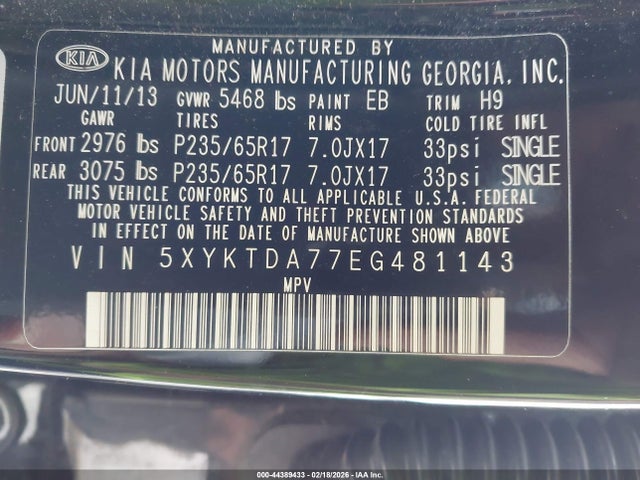 MANUFACTURED BY
KIA KIA MOTORS MANUFACTURING GEORGIA, INC.
JUN/11/13 GVWR 5468 lbs PAINT EB TRIM H9
GAWR TIRES RIMS COLD TIRE INFL
FRONT 2976 lbs P235/65R17 7.0JX17 33psi SINGLE
REAR 3075 lbs P235/65R17 7.0JX17 33psi SINGLE
THIS VEHICLE CONFORMS TO ALL APPLICABLE U.S.A. FEDERAL
MOTOR VEHICLE SAFETY AND THEFT PREVENTION STANDARDS
IN EFFECT ON THE DATE OF MANUFACTURE SHOWN ABOVE
VIN 5XYKTDA77EG481143
MPV
000-44389433 - 02/18/2026 - IAA Inc.